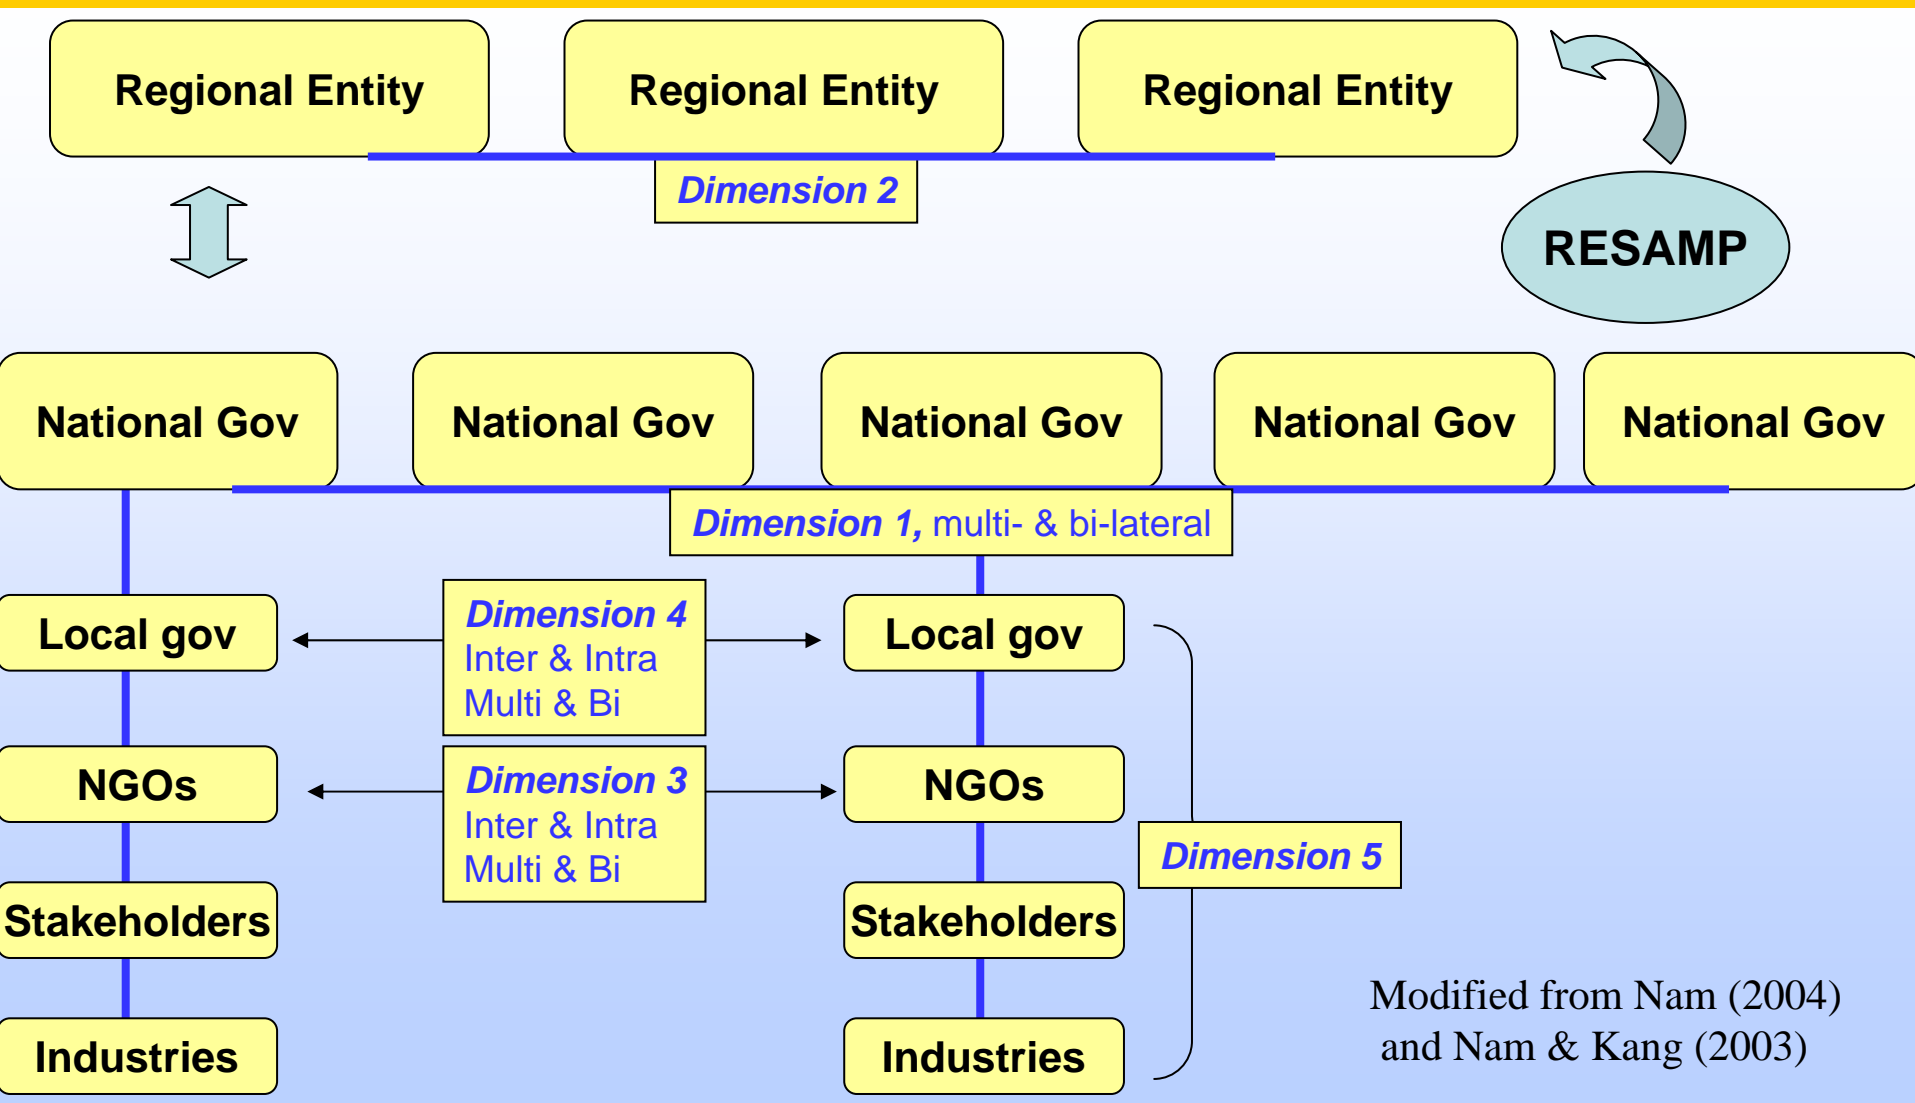 Regional Entity
Regional Entity
Regional Entity
Dimension 2
RESAMP
National Gov
National Gov
National Gov
National Gov
National Gov
Dimension 1, multi- & bi-lateral
Local gov
Dimension 4
Inter & Intra
Multi & Bi
Local gov
NGOs
Dimension 3
Inter & Intra
Multi & Bi
NGOs
Dimension 5
Stakeholders
Stakeholders
Industries
Industries
Modified from Nam (2004)
and Nam & Kang (2003)